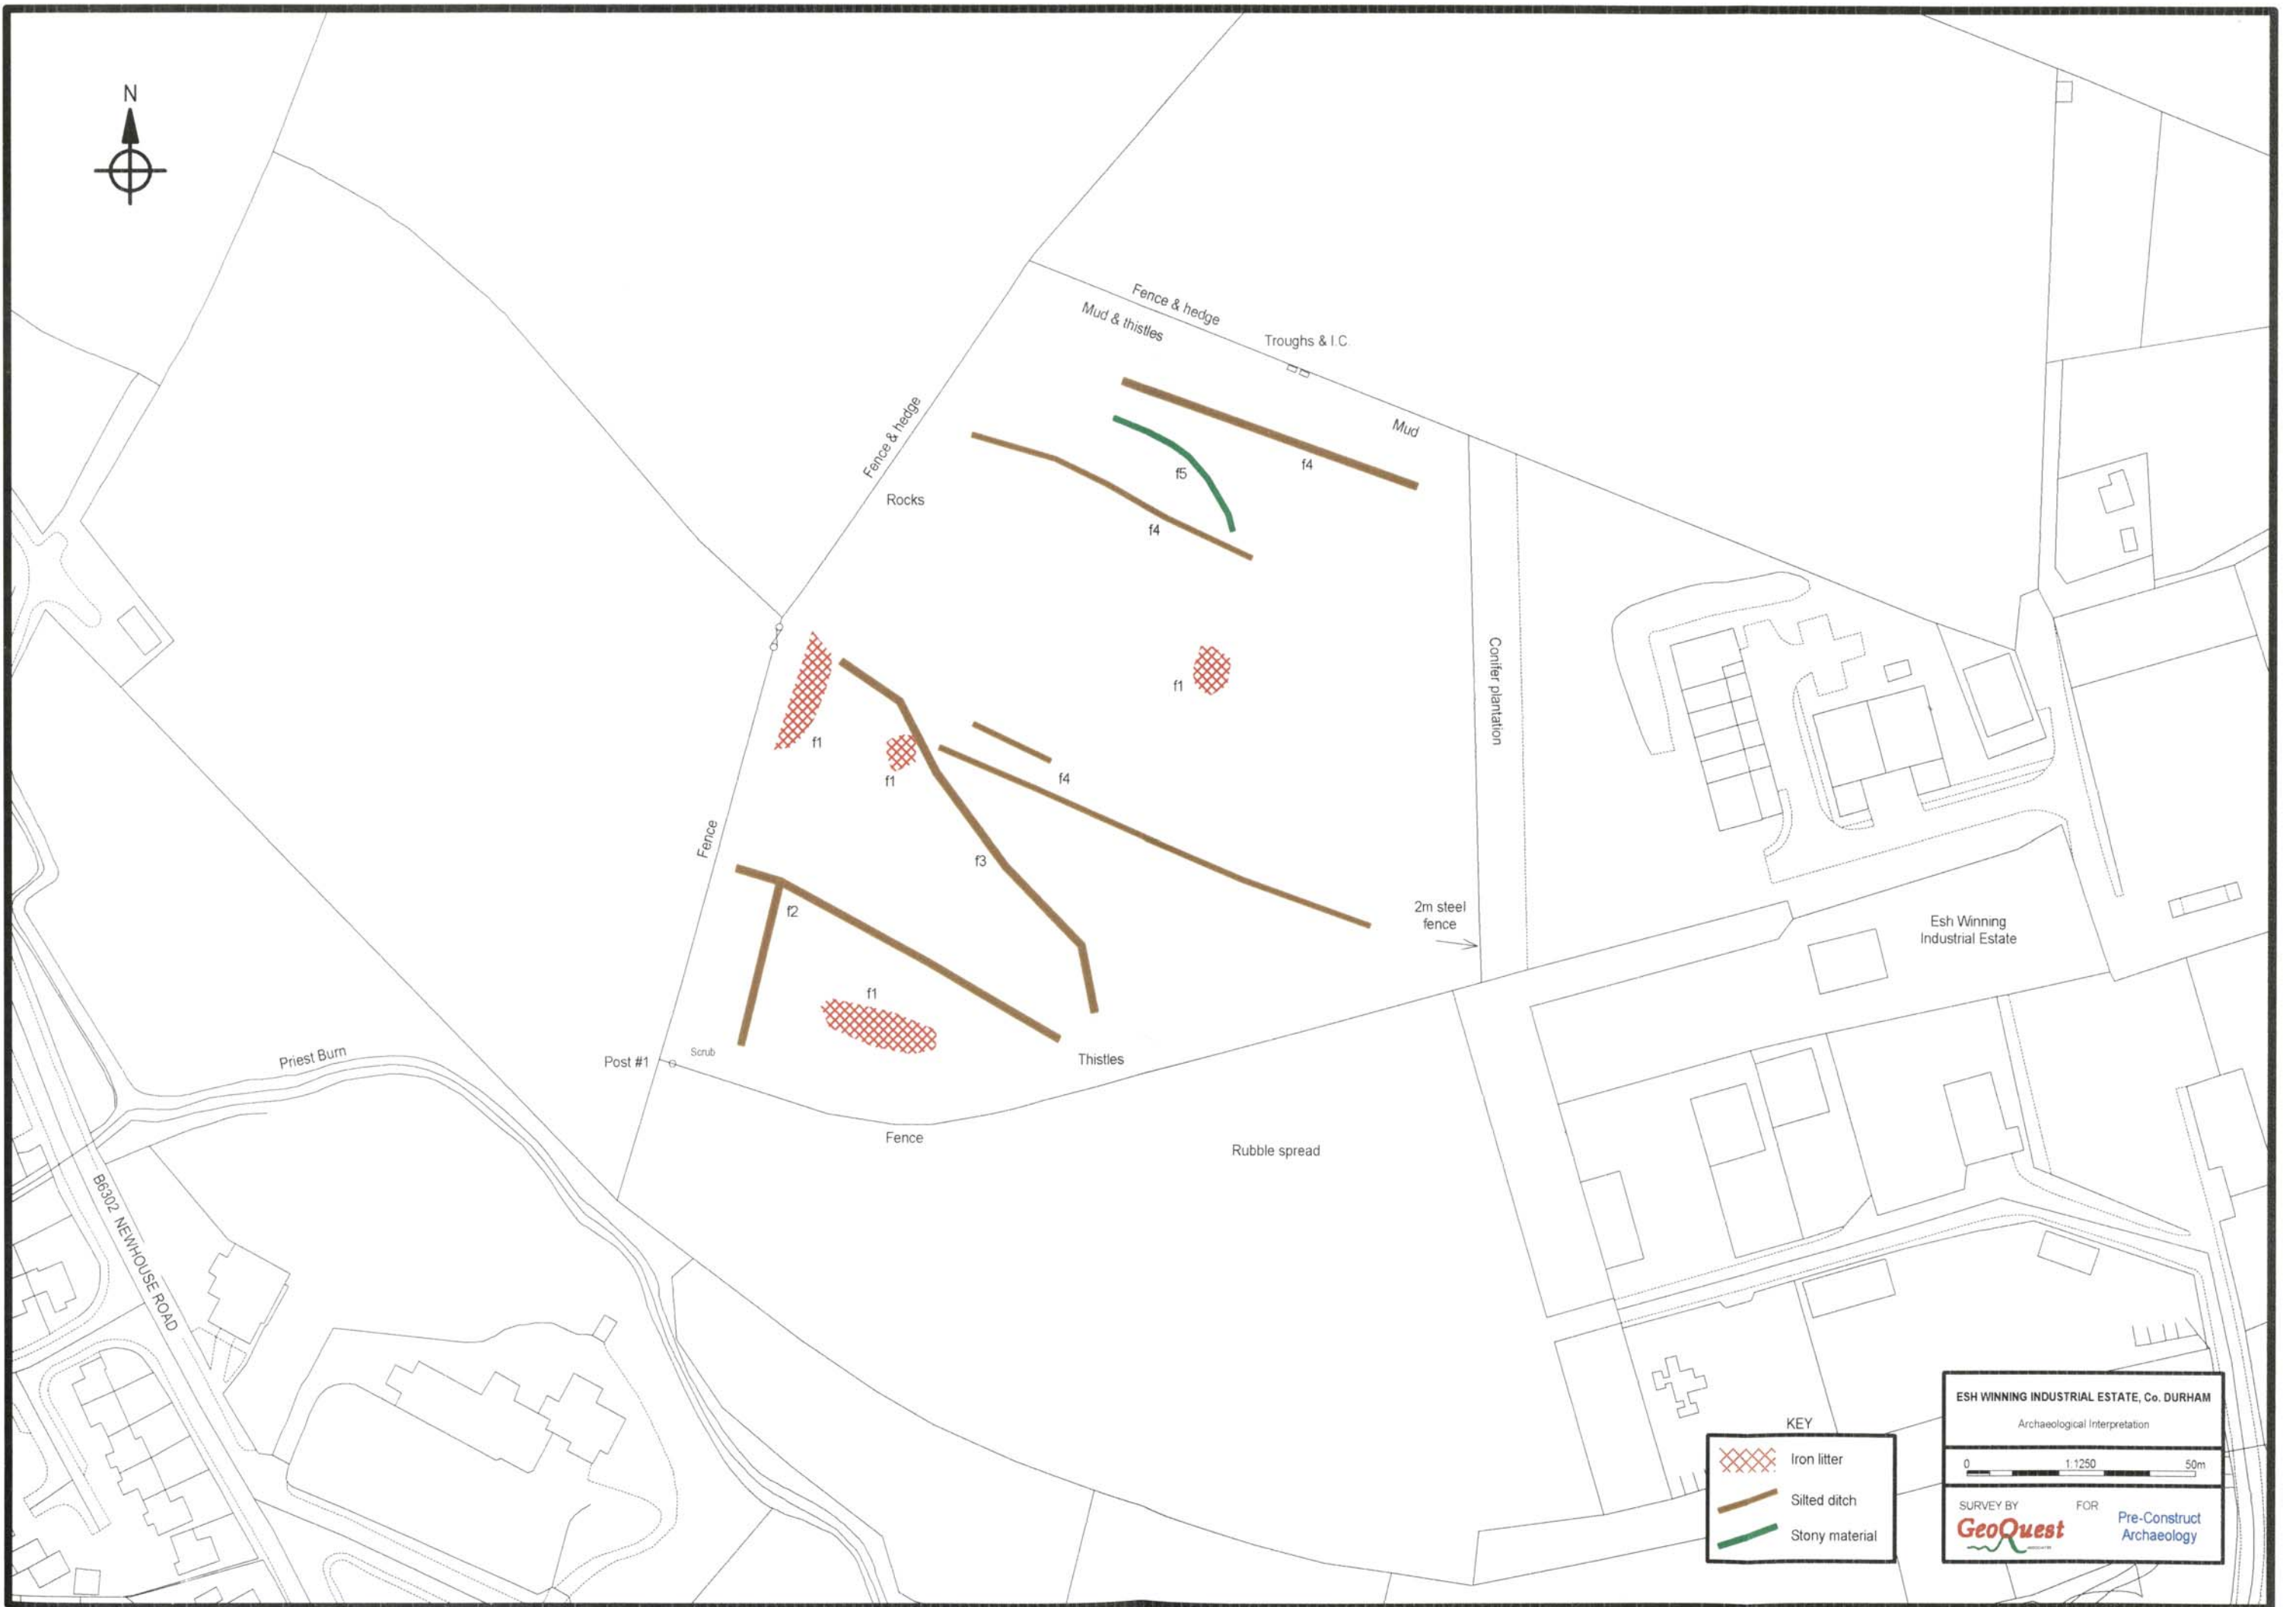 N
Fence & hedge
Mud & thistles
Troughs & I.C.
Mud
Fence & hedge
f4
f5
Rocks
f4
Conifer plantation
f1
f1
f1
f4
Fence
f3
2m steel
fence
f2
Esh Winning
Industrial Estate
f1
Scrub
Post #1
Thistles
Priest Burn
Fence
Rubble spread
B6302 NEWHOUSE ROAD
KEY
Iron litter
Silted ditch
Stony material
ESH WINNING INDUSTRIAL ESTATE, Co. DURHAM
Archaeological Interpretation
0 1:1250 50m
SURVEY BY FOR
GeoQuest
Pre-Construct
Archaeology